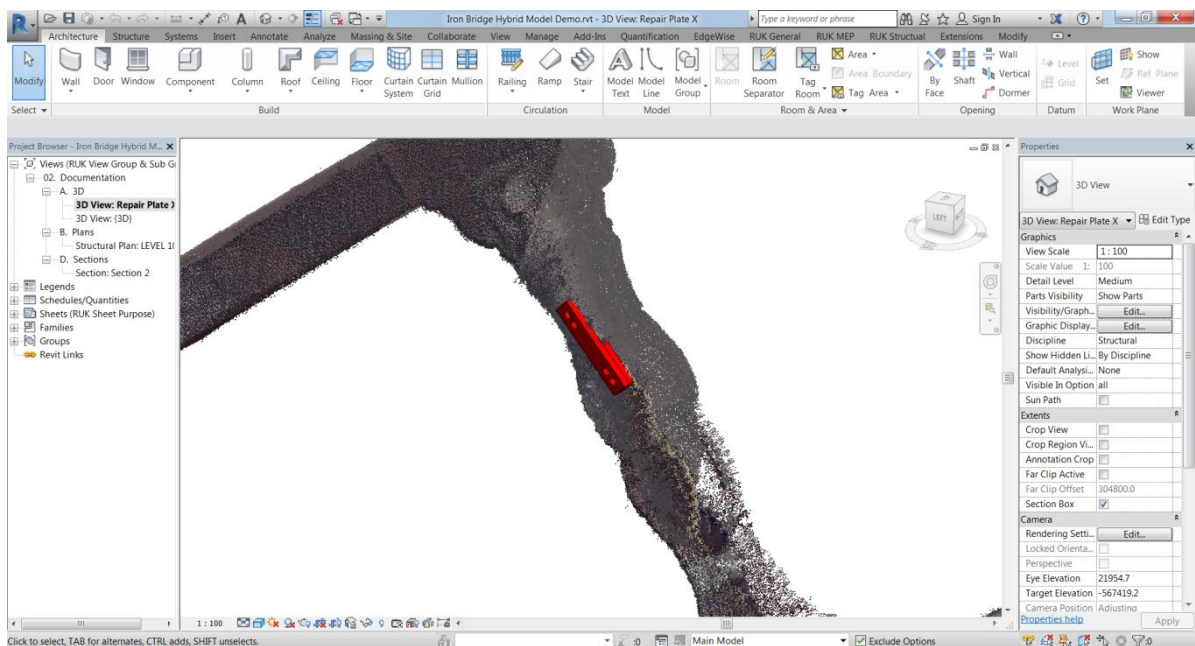 Iron Bridge Hybrid Model Demo.rvt - 3D View: Repair Plate X
Type a keyword or phrase
Sign In
Architecture Structure Systems Insert Annotate Analyze Massing & Site Collaborate View Manage Add-Ins Quantification EdgeWise RUK General RUK MEP RUK Structual Extensions Modify
Modify
Wall Door Window Component Column Roof Ceiling Floor Curtain System Curtain Grid Mullion
Railing Ramp Stair
Model Text Model Line Model Group
Room Room Separator Tag Room
Area
Area Boundary
Tag Area
By Face Shaft
Wall
Vertical
Dormer
Level
Grid
Set
Show
Ref Plane
Viewer
Select Build Circulation Model Room & Area Opening Datum Work Plane
Project Browser - Iron Bridge Hybrid M...
Views (RUK View Group & Sub Gr
02. Documentation
A. 3D
3D View: Repair Plate X
3D View: {3D}
B. Plans
Structural Plan: LEVEL 10
D. Sections
Section: Section 2
Legends
Schedules/Quantities
Sheets (RUK Sheet Purpose)
Families
Groups
Revit Links
LEFT
Properties
3D View
3D View: Repair Plate X Edit Type
Graphics
View Scale 1 : 100
Scale Value 1: 100
Detail Level Medium
Parts Visibility Show Parts
Visibility/Graph... Edit...
Graphic Display... Edit...
Discipline Structural
Show Hidden Li... By Discipline
Default Analysi... None
Visible In Option all
Sun Path
Extents
Crop View
Crop Region Vi...
Annotation Crop
Far Clip Active
Far Clip Offset 304800.0
Section Box
Camera
Rendering Setti... Edit...
Locked Orienta...
Perspective
Eye Elevation 21954.7
Target Elevation -567419.2
Camera Position Adjusting
Properties help Apply
1 : 100
Click to select, TAB for alternates, CTRL adds, SHIFT unselects.
:0 Main Model Exclude Options :0